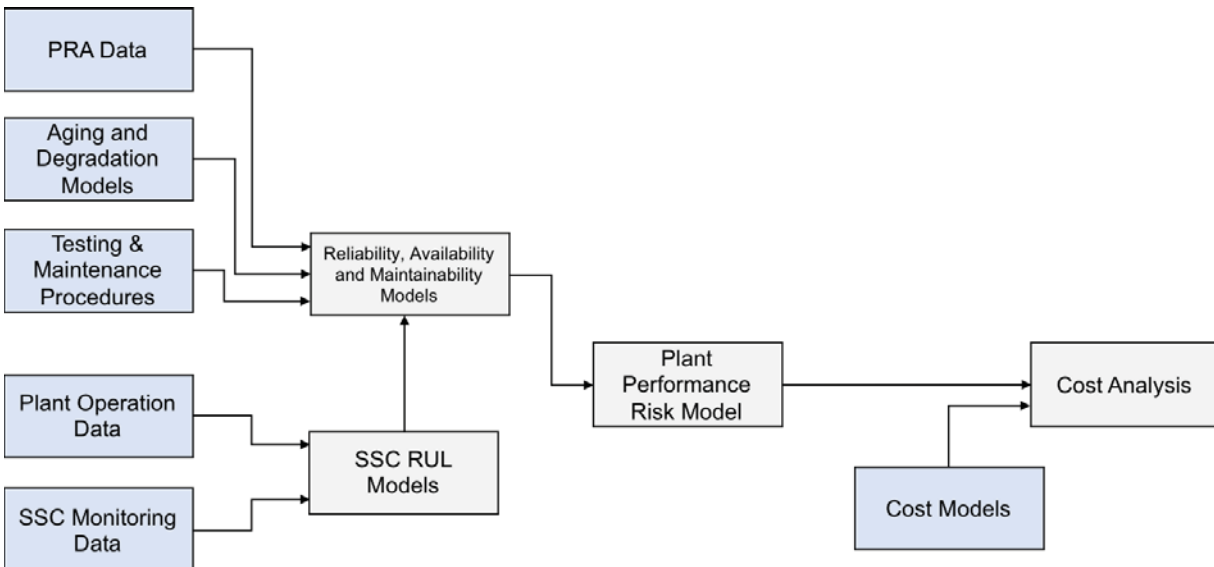 PRA Data
Aging and
Degradation
Models
Testing &
Maintenance
Procedures
Reliability, Availability
and Maintainability
Models
Plant Operation
Data
SSC RUL
Models
SSC Monitoring
Data
Plant
Performance
Risk Model
Cost Analysis
Cost Models